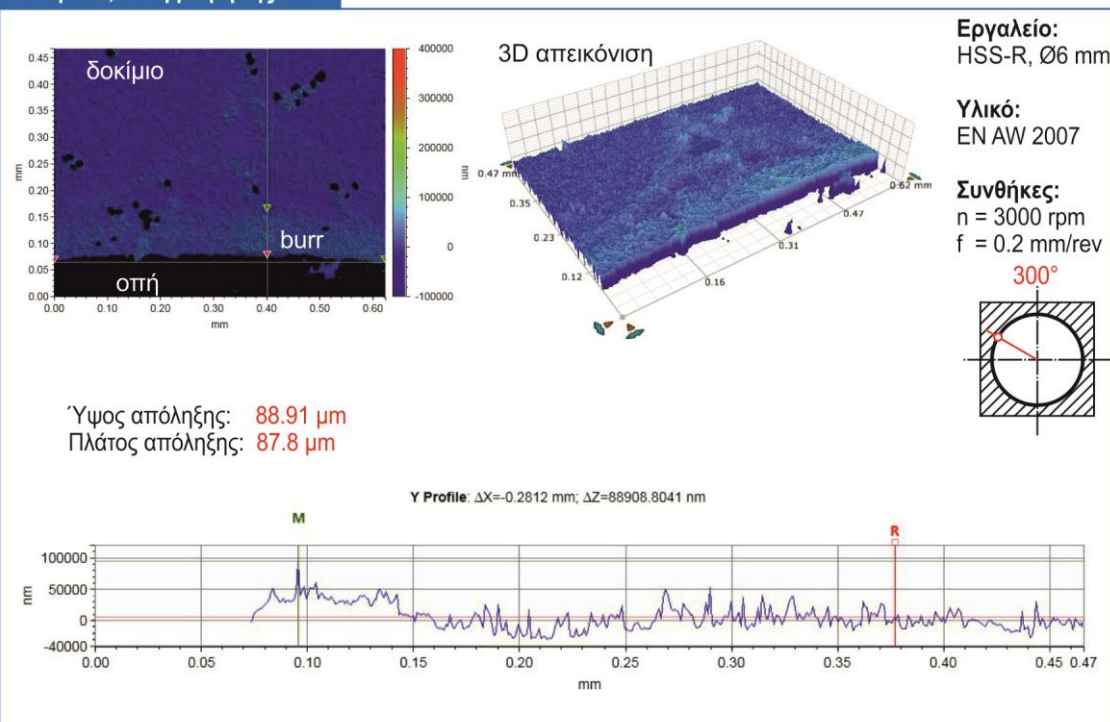 δοκίμιο
burr
οπή
0.45
0.40
0.35
0.30
0.25
0.20
0.15
0.10
0.05
0.00
mm
0.00
0.10
0.20
0.30
0.40
0.50
0.62
mm
400000
300000
200000
100000
0
-100000
nm
3D απεικόνιση
0.47 mm
0.35
0.23
0.12
0.16
0.31
0.47
0.62 mm
Εργαλείο:
HSS-R, Ø6 mm
Υλικό:
EN AW 2007
Συνθήκες:
n = 3000 rpm
f = 0.2 mm/rev
300°
Ύψος απόληξης: 88.91 μm
Πλάτος απόληξης: 87.8 μm
Y Profile: ΔX=-0.2812 mm; ΔZ=88908.8041 nm
M
R
100000
50000
0
-40000
nm
0.00
0.05
0.10
0.15
0.20
0.25
0.30
0.35
0.40
0.45
0.47
mm